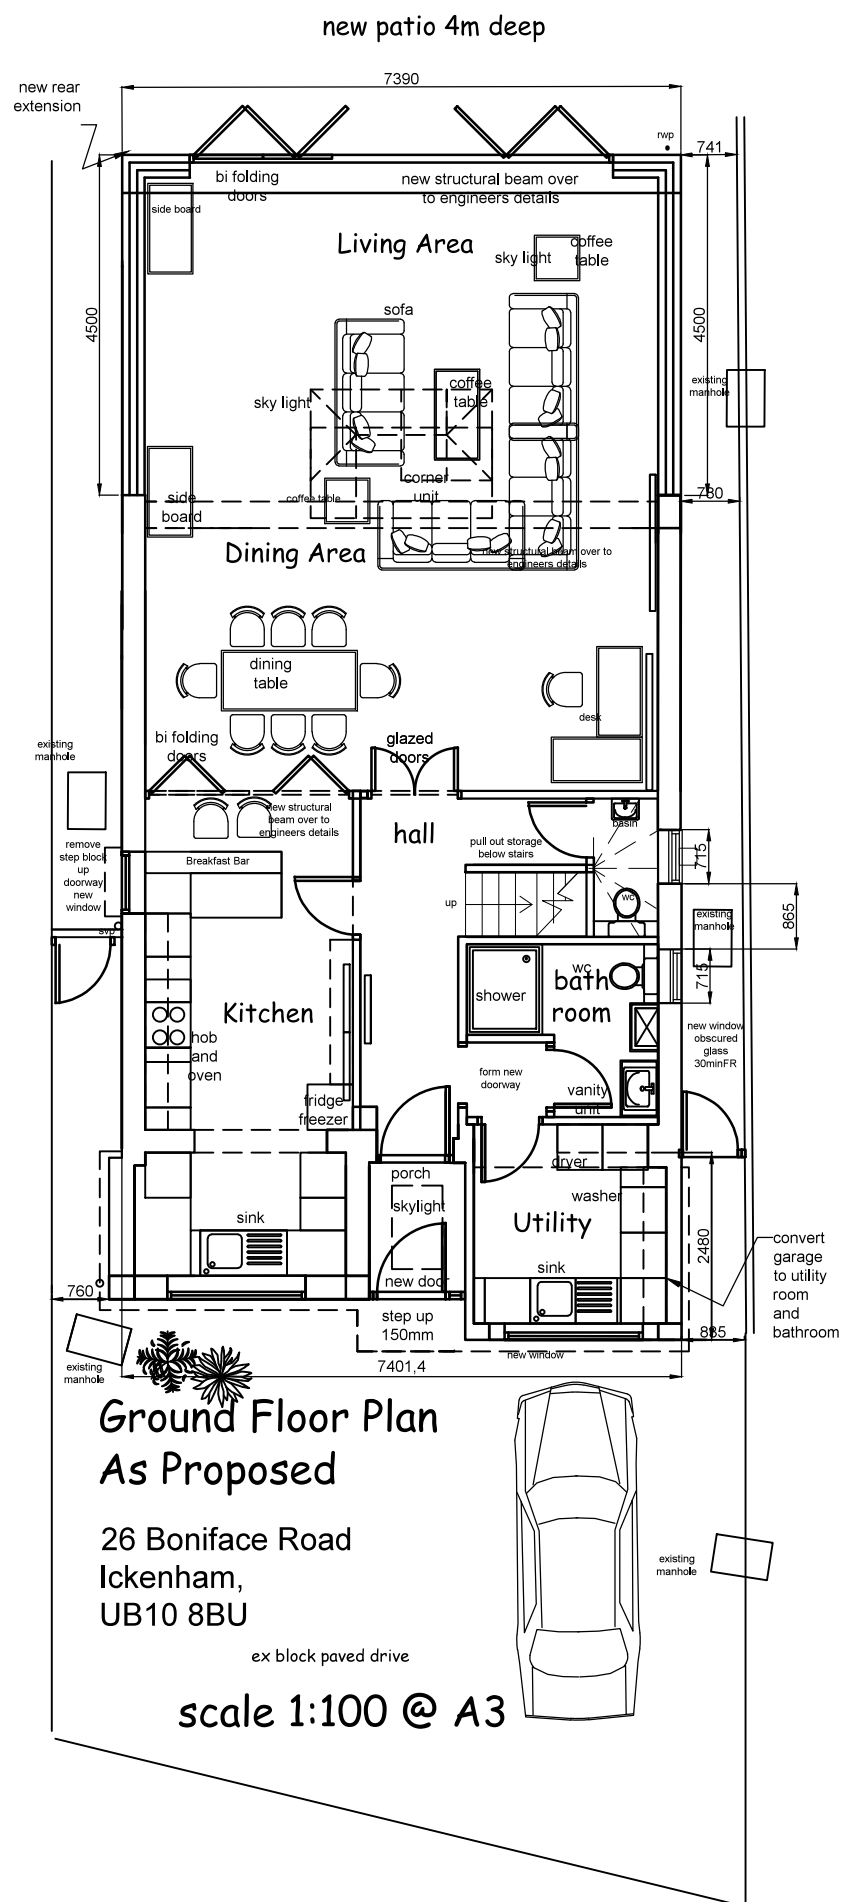 new patio 4m deep
7390
new rear
extension
rwp
741
bi folding
doors
new structural beam over
to engineers details
side board
Living Area
sky light
coffee
table
4500
4500
sofa
existing
manhole
coffee
table
sky light
corner
unit
coffee table
side
board
780
Dining Area
new structural beam over to
engineers details
dining
table
desk
bi folding
doors
glazed
doors
existing
manhole
new structural
beam over to
engineers details
hall
basin
remove
step block
up
doorway
new
window
Breakfast Bar
pull out storage
below stairs
715
up
wc
865
existing
manhole
svp
wc
bath
room
shower
715
Kitchen
hob
and
oven
new window
obscured
glass
30minFR
form new
doorway
vanity
unit
fridge
freezer
dryer
porch
skylight
washer
sink
Utility
2480
convert
garage
to utility
room
and
bathroom
sink
new door
760
step up
150mm
885
existing
manhole
new window
7401,4
Ground Floor Plan
As Proposed
26 Boniface Road
Ickenham,
UB10 8BU
existing
manhole
ex block paved drive
scale 1:100 @ A3